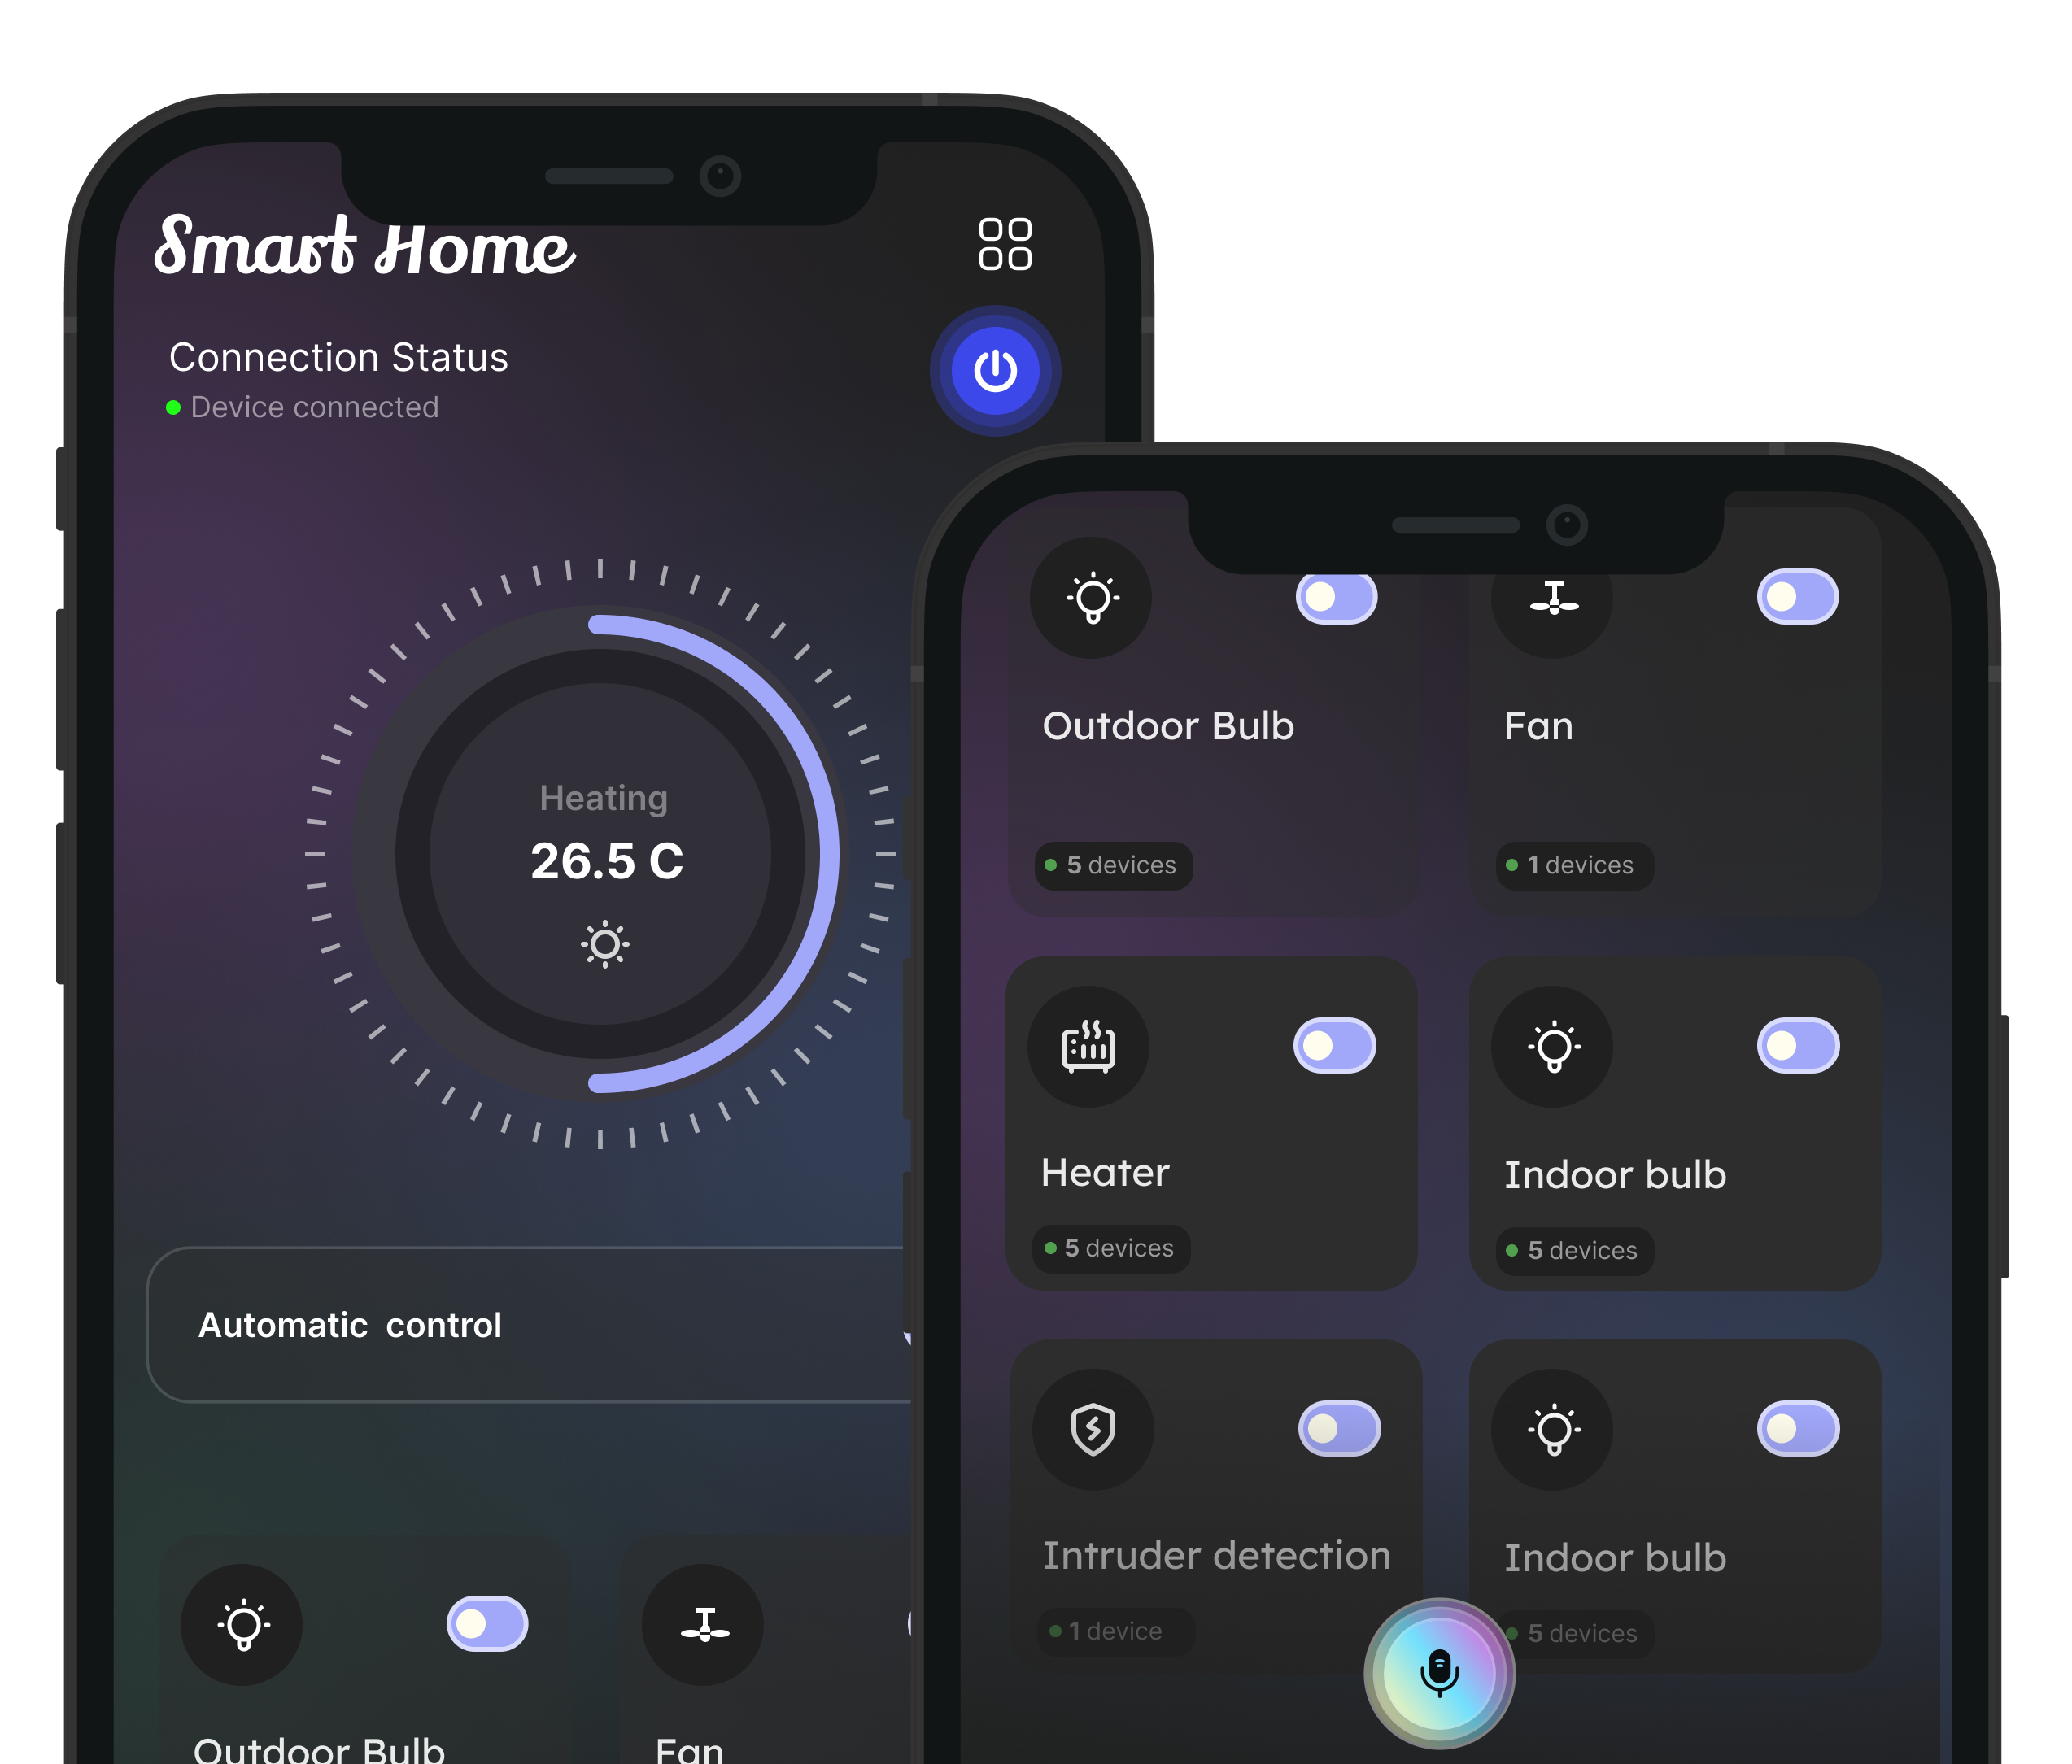 Smart Home
Connection Status
Device connected
Heating
26.5 C
Automatic  control
Outdoor Bulb
Fan
Outdoor Bulb
Fan
5 devices
1 devices
Heater
Indoor bulb
5 devices
5 devices
Intruder detection
Indoor bulb
1 device
5 devices